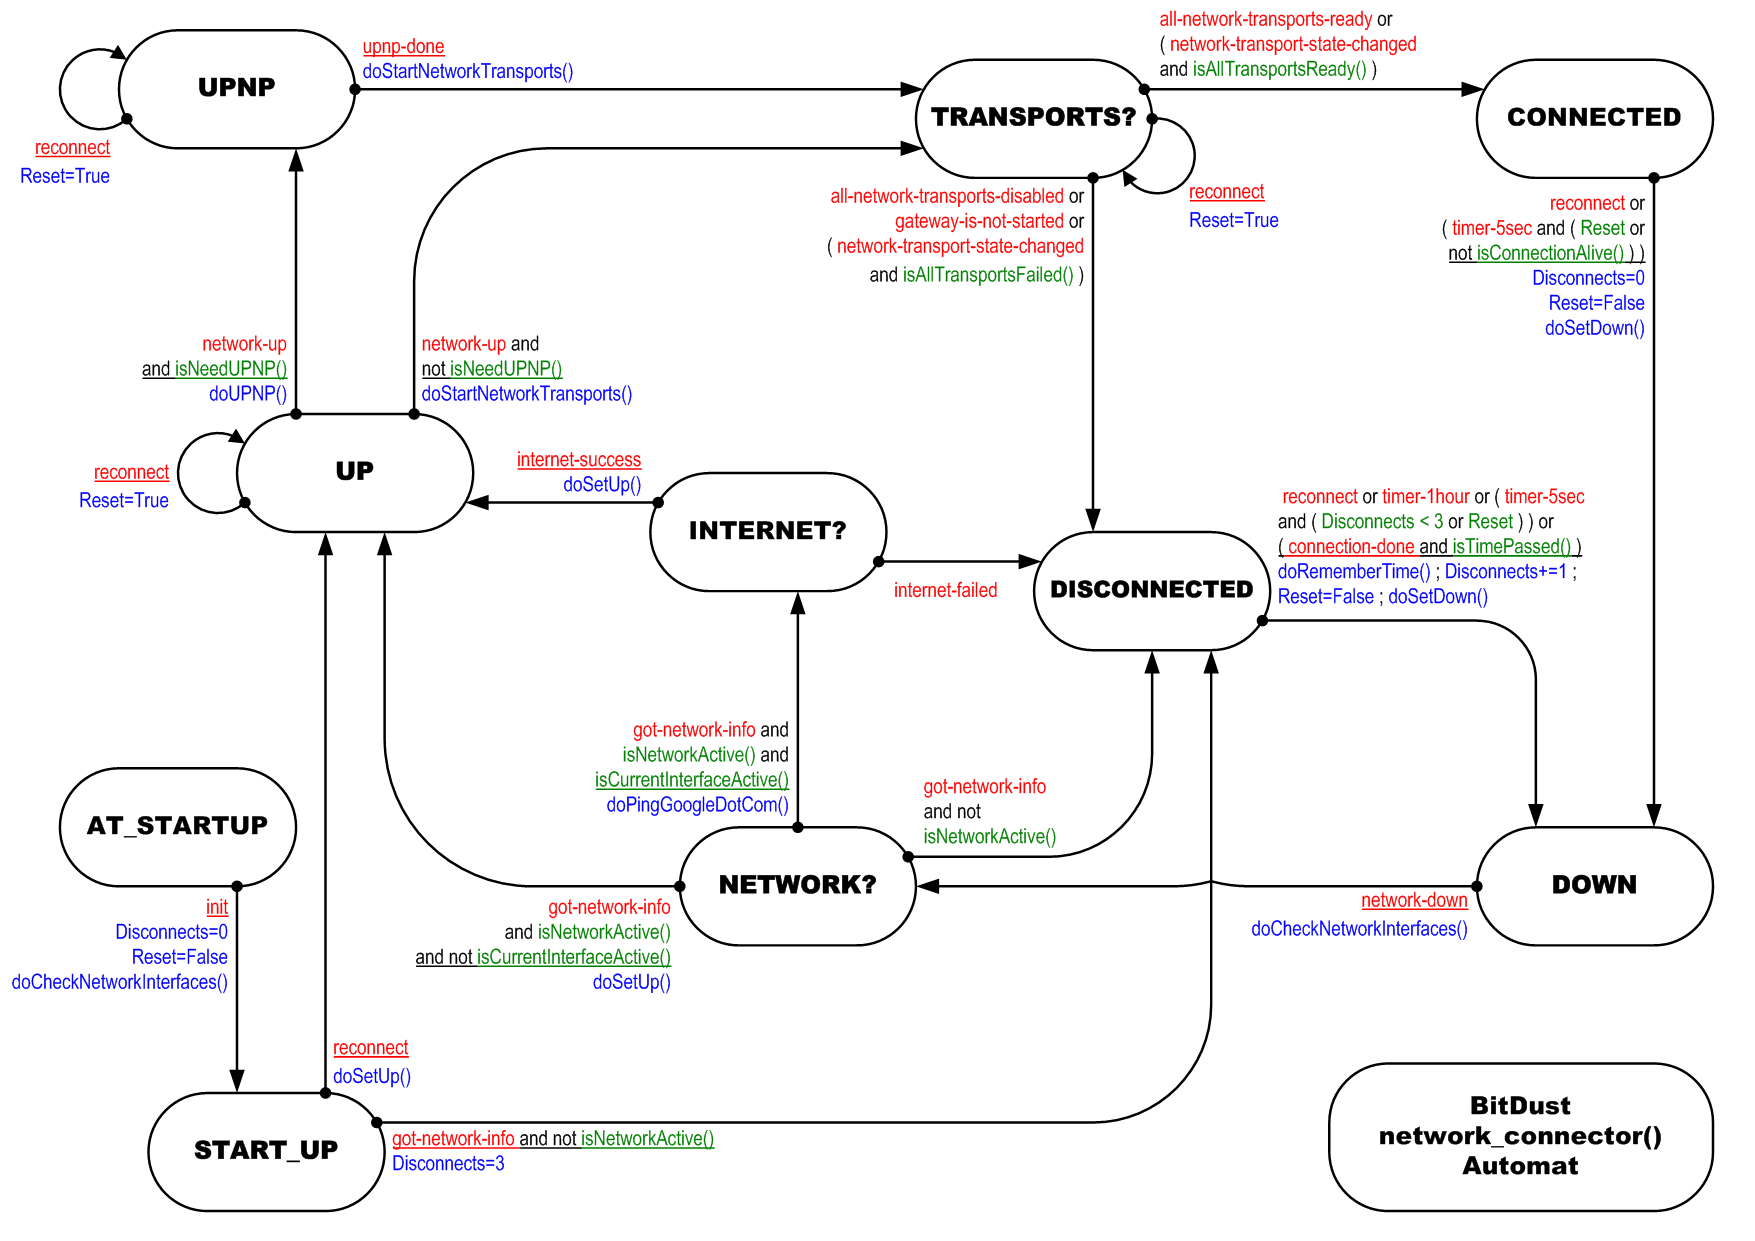 all-network-transports-ready or
( network-transport-state-changed
and isAllTransportsReady() )
upnp-done
doStartNetworkTransports()
UPNP
TRANSPORTS?
CONNECTED
reconnect
Reset=True
all-network-transports-disabled or
gateway-is-not-started or
( network-transport-state-changed
and isAllTransportsFailed() )
reconnect
Reset=True
reconnect or
( timer-5sec and ( Reset or
not isConnectionAlive() ) )
Disconnects=0
Reset=False
doSetDown()
network-up
and isNeedUPNP()
doUPNP()
network-up and
not isNeedUPNP()
doStartNetworkTransports()
reconnect
Reset=True
UP
internet-success
doSetUp()
INTERNET?
internet-failed
DISCONNECTED
reconnect or timer-1hour or ( timer-5sec
and ( Disconnects < 3 or Reset ) ) or
( connection-done and isTimePassed() )
doRememberTime() ; Disconnects+=1 ;
Reset=False ; doSetDown()
got-network-info and
isNetworkActive() and
isCurrentInterfaceActive()
doPingGoogleDotCom()
got-network-info
and not
isNetworkActive()
AT_STARTUP
NETWORK?
DOWN
init
Disconnects=0
Reset=False
doCheckNetworkInterfaces()
got-network-info
and isNetworkActive()
and not isCurrentInterfaceActive()
doSetUp()
network-down
doCheckNetworkInterfaces()
reconnect
doSetUp()
START_UP
got-network-info and not isNetworkActive()
Disconnects=3
BitDust
network_connector()
Automat